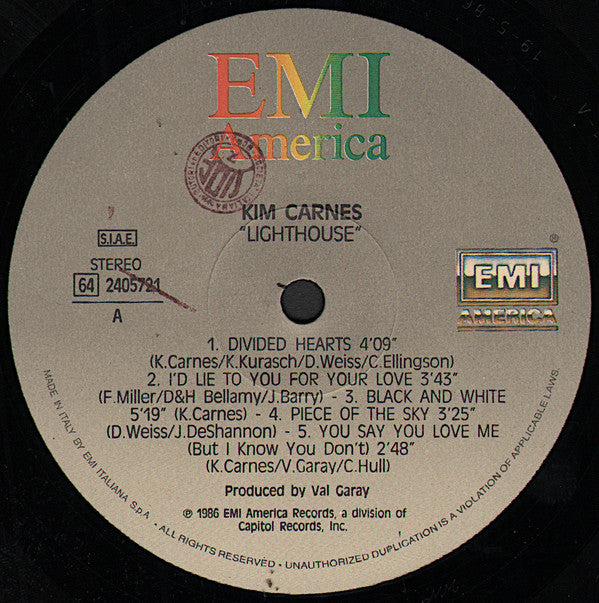 EMI
America
KIM CARNES
"LIGHTHOUSE"
S.I.A.E.
STEREO
64 2405721
A
EMI
AMERICA
®
1. DIVIDED HEARTS 4'09"
(K.Carnes/K.Kurasch/D.Weiss/C.Ellingson)
2. I'D LIE TO YOU FOR YOUR LOVE 3'43"
(F.Miller/D&H Bellamy/J.Barry) - 3. BLACK AND WHITE
5'19" (K.Carnes) - 4. PIECE OF THE SKY 3'25"
(D.Weiss/J.DeShannon) - 5. YOU SAY YOU LOVE ME
(But I Know You Don't) 2'48"
(K.Carnes/V.Garay/C.Hull)
Produced by Val Garay
℗ 1986 EMI America Records, a division of
Capitol Records, Inc.
MADE IN ITALY BY EMI ITALIANA S.p.A. • ALL RIGHTS RESERVED • UNAUTHORIZED DUPLICATION IS A VIOLATION OF APPLICABLE LAWS.
19-5-86